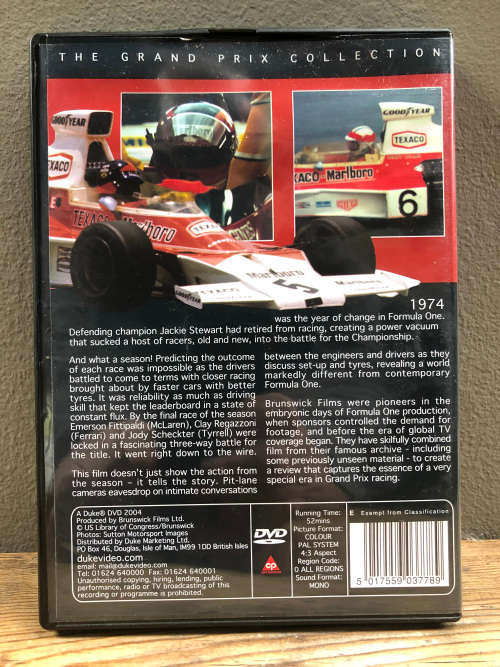 THE GRAND PRIX COLLECTION
GOODYEAR
TEXACO
TEXACO
Marlboro
TEXACO
Marlboro
5
Marlboro
GOODYEAR
TEXACO
TEXACO Marlboro
6
1974
was the year of change in Formula One.
Defending champion Jackie Stewart had retired from racing, creating a power vacuum
that sucked a host of racers, old and new, into the battle for the Championship.
And what a season! Predicting the outcome
of each race was impossible as the drivers
battled to come to terms with closer racing
brought about by faster cars with better
tyres. It was reliability as much as driving
skill that kept the leaderboard in a state of
constant flux. By the final race of the season
Emerson Fittipaldi (McLaren), Clay Regazzoni
(Ferrari) and Jody Scheckter (Tyrell) were
locked in a fascinating three-way battle for
the title. It went right down to the wire.
This film doesn't just show the action from
the season – it tells the story. Pit-lane
cameras eavesdrop on intimate conversations
between the engineers and drivers as they
discuss set-up and tyres, revealing a world
markedly different from contemporary
Formula One.
Brunswick Films were pioneers in the
embryonic days of Formula One production,
when sponsors controlled the demand for
footage, and before the era of global TV
coverage began. They have skilfully combined
film from their famous archive - including
some previously unseen material - to create
a review that captures the essence of a very
special era in Grand Prix racing.
A Duke® DVD 2004
Produced by Brunswick Films Ltd.
© US Library of Congress/Brunswick
Photos: Sutton Motorsport Images
Distributed by Duke Marketing Ltd.
PO Box 46, Douglas, Isle of Man, IM99 1DD British Isles
dukevideo.com
email: mail@dukevideo.com
Tel: 01624 640000 Fax: 01624 640001
Unauthorised copying, hiring, lending, public
performance, radio or TV broadcasting of this
recording or programme is prohibited.
DVD
VIDEO
cp
Running Time:
52mins
Picture Format:
COLOUR
PAL SYSTEM
4:3 Aspect
Region Code:
0 ALL REGIONS
Sound Format:
MONO
E Exempt from Classification
5 017559 037789